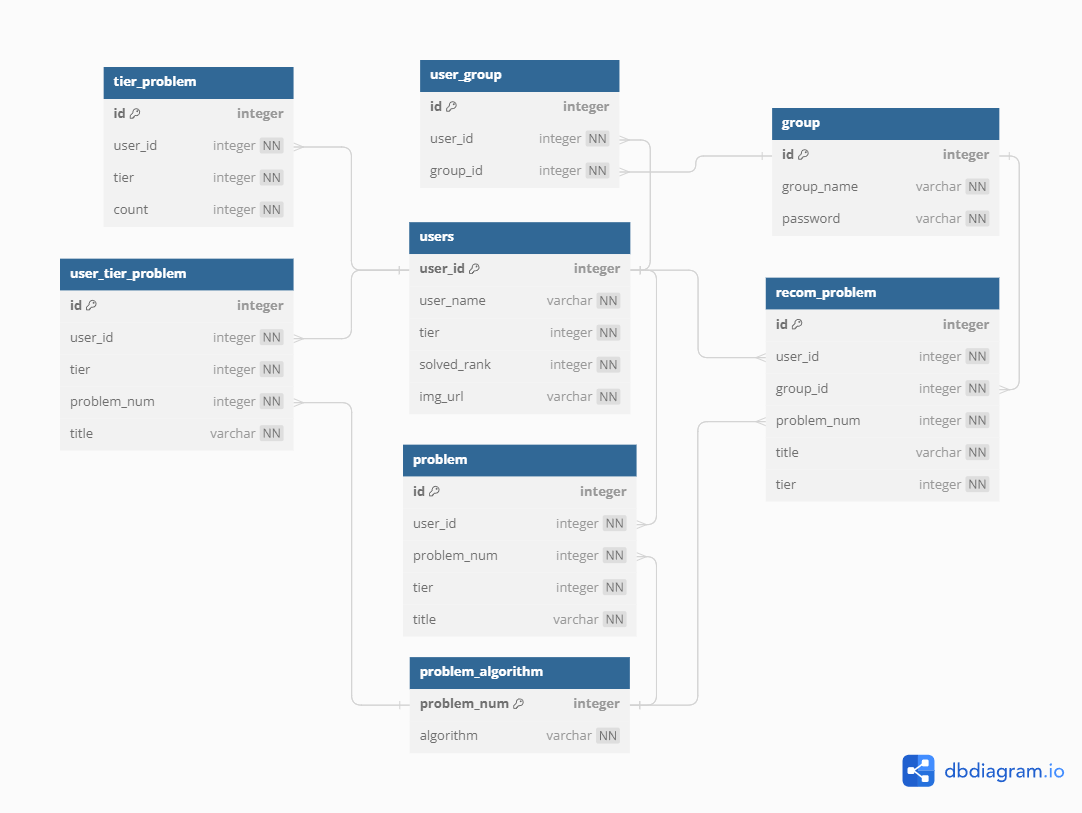 tier_problem
id integer
user_id integer NN
tier integer NN
count integer NN
user_group
id integer
user_id integer NN
group_id integer NN
group
id integer
group_name varchar NN
password varchar NN
users
user_id integer
user_name varchar NN
tier integer NN
solved_rank integer NN
img_url varchar NN
user_tier_problem
id integer
user_id integer NN
tier integer NN
problem_num integer NN
title varchar NN
recom_problem
id integer
user_id integer NN
group_id integer NN
problem_num integer NN
title varchar NN
tier integer NN
problem
id integer
user_id integer NN
problem_num integer NN
tier integer NN
title varchar NN
problem_algorithm
problem_num integer
algorithm varchar NN
dbdiagram.io